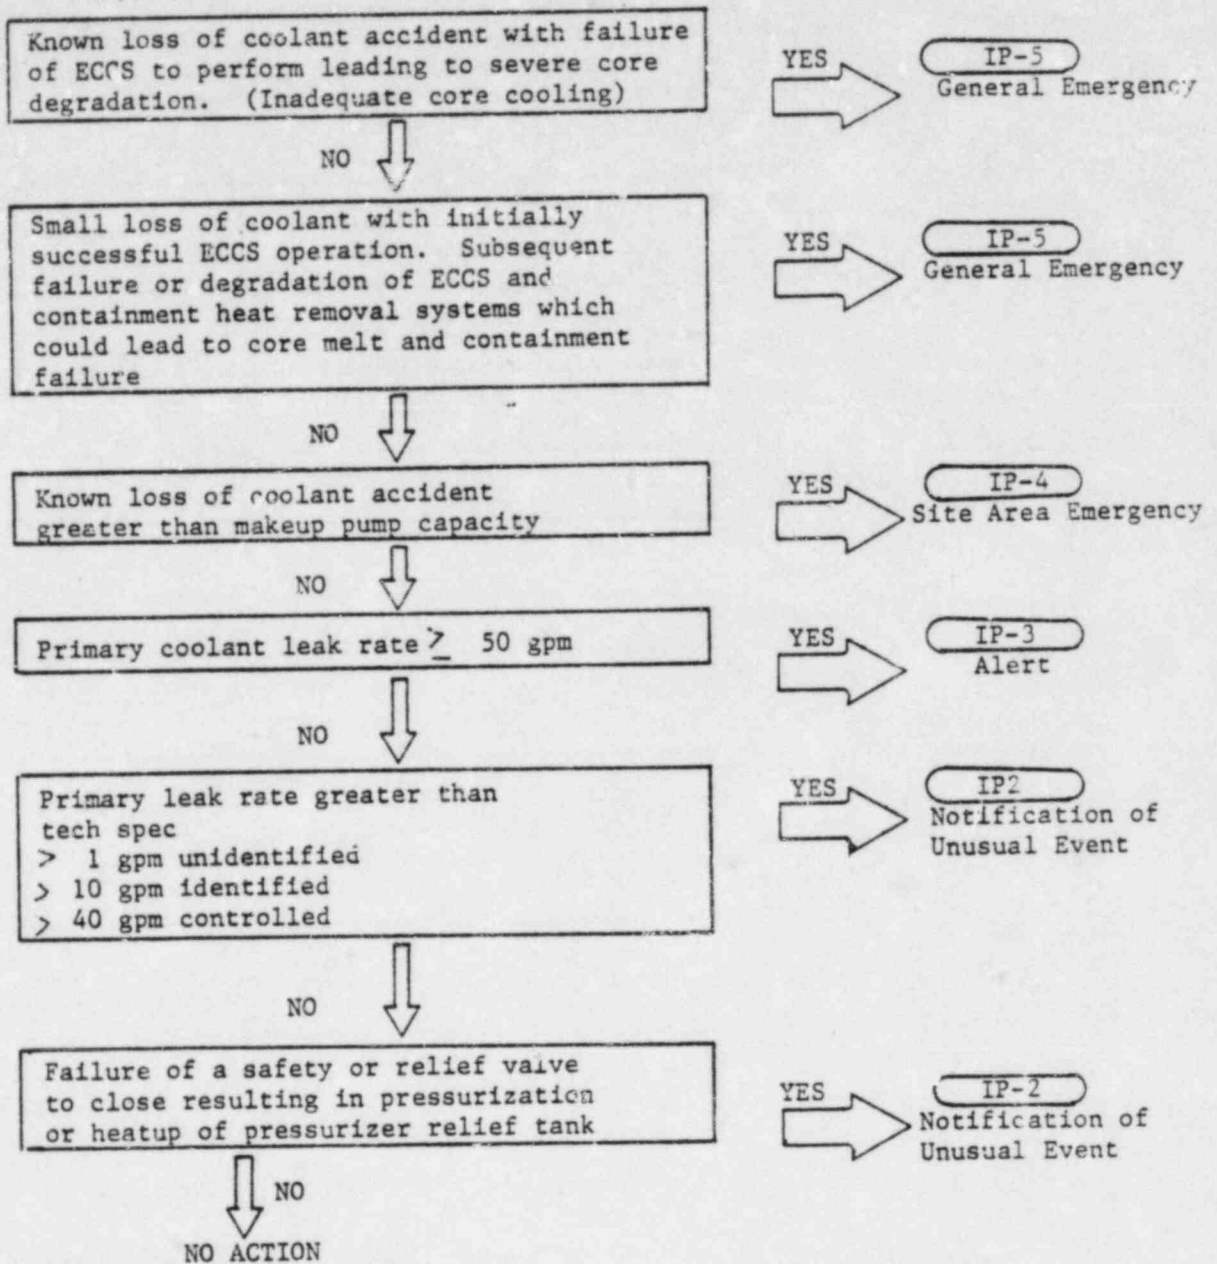 Known loss of coolant accident with failure
of ECCS to perform leading to severe core
degradation. (Inadequate core cooling)
YES
IP-5
General Emergency
NO
Small loss of coolant with initially
successful ECCS operation. Subsequent
failure or degradation of ECCS and
containment heat removal systems which
could lead to core melt and containment
failure
YES
IP-5
General Emergency
NO
Known loss of coolant accident
greater than makeup pump capacity
YES
IP-4
Site Area Emergency
NO
Primary coolant leak rate ≥ 50 gpm
YES
IP-3
Alert
NO
Primary leak rate greater than
tech spec
> 1 gpm unidentified
> 10 gpm identified
> 40 gpm controlled
YES
IP2
Notification of
Unusual Event
NO
Failure of a safety or relief valve
to close resulting in pressurization
or heatup of pressurizer relief tank
YES
IP-2
Notification of
Unusual Event
NO
NO ACTION